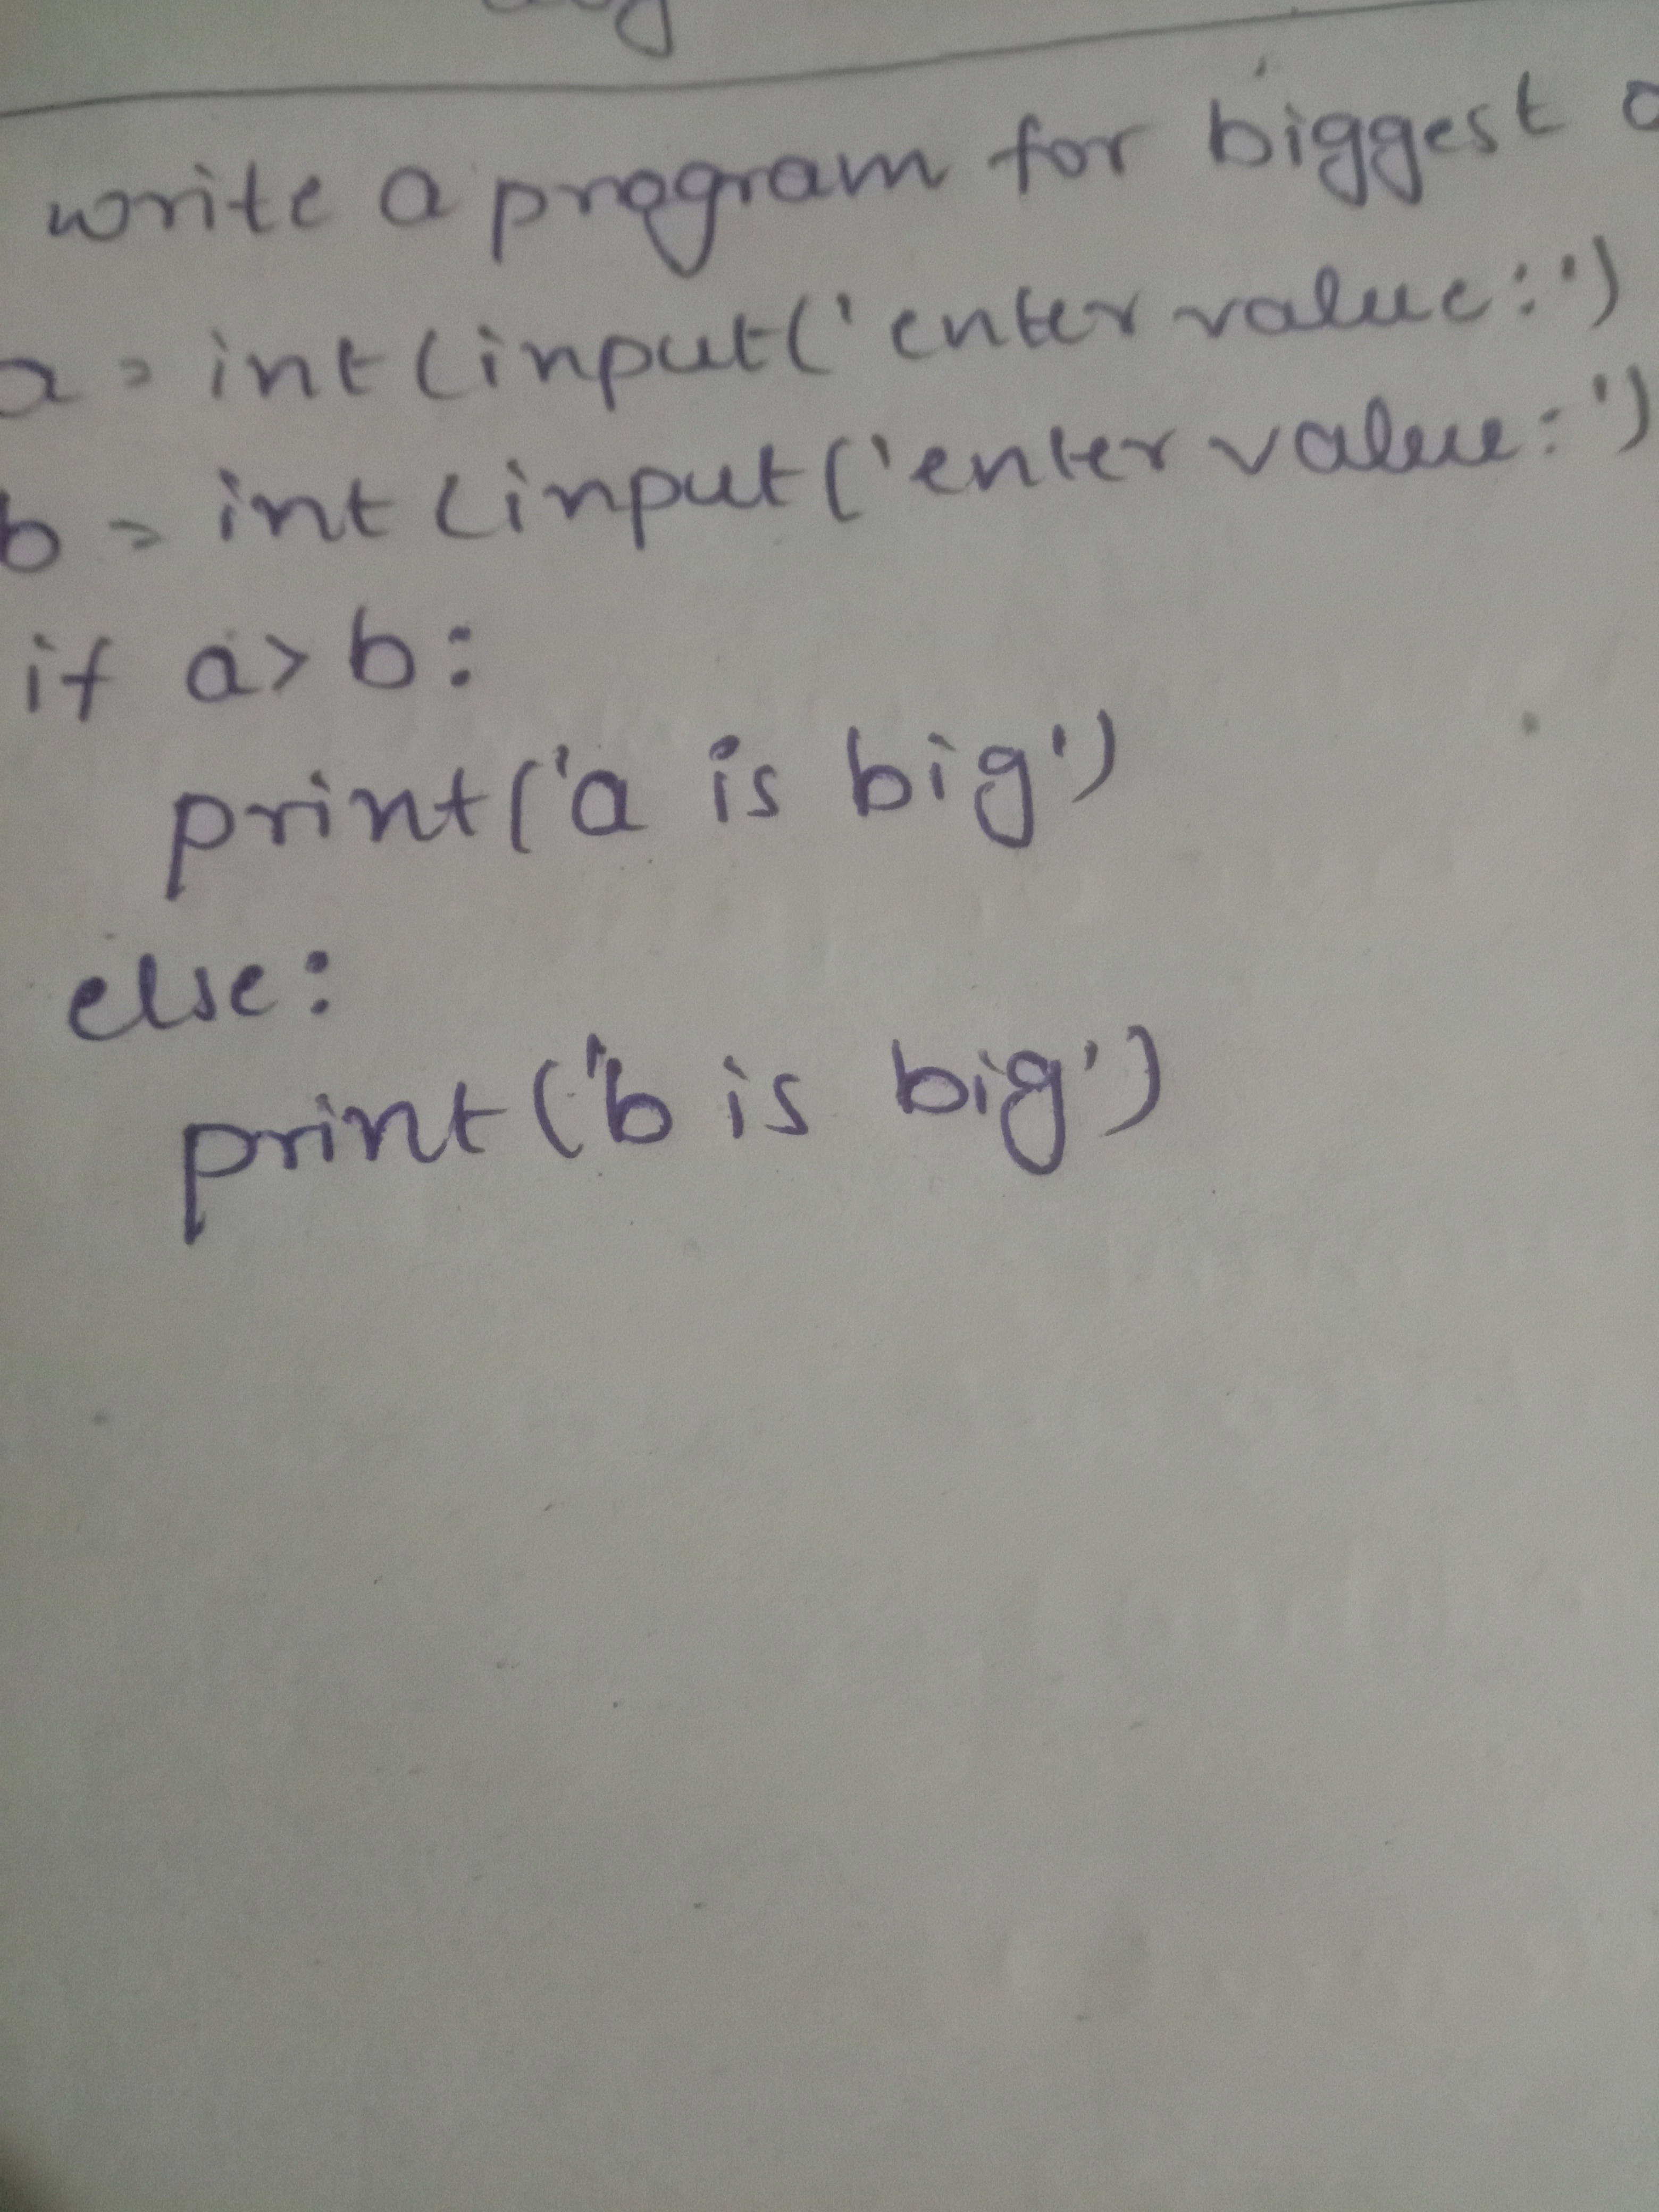 write a program for biggest
a = int(input('enter value:')
b = int(input('enter value:')
if a>b:
print('a is big')
else:
print('b is big')